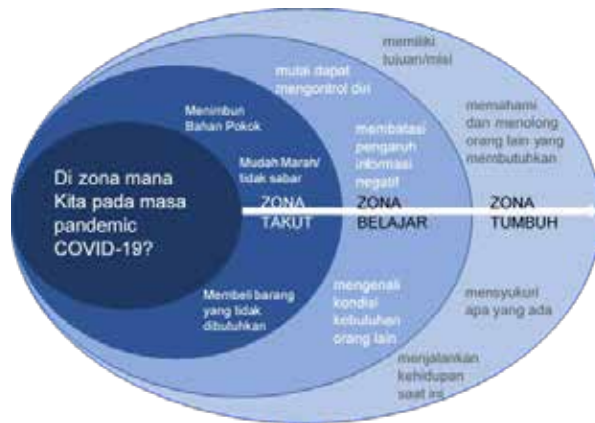 Di zona mana
Kita pada masa
pandemic
COVID-19?
Menimbun
Bahan Pokok
Mudah Marah/
tidak sabar
ZONA
TAKUT
Membeli barang
yang tidak
dibutuhkan
mulai dapat
mengontrol diri
membatasi
pengaruh
informasi
negatif
ZONA
BELAJAR
mengenali
kondisi
kebutuhan
orang lain
memiliki
tujuan/misi
memahami
dan menolong
orang lain yang
membutuhkan
ZONA
TUMBUH
mensyukuri
apa yang ada
menjalankan
kehidupan
saat ini